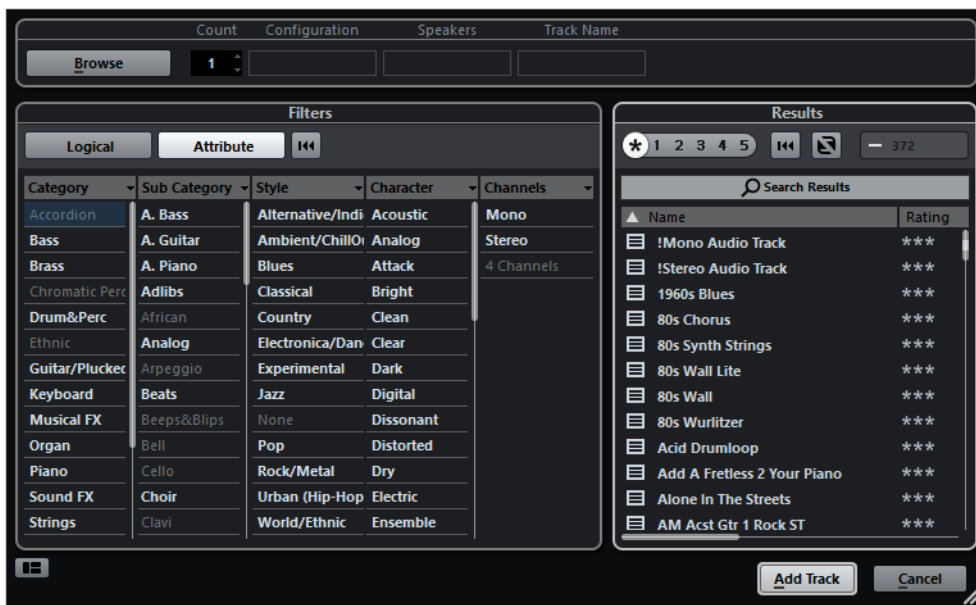 Count Configuration Speakers Track Name
Browse 1
Filters
Logical Attribute
Category Sub Category Style Character Channels
Accordion A. Bass Alternative/Indi Acoustic Mono
Bass A. Guitar Ambient/ChillOu Analog Stereo
Brass A. Piano Blues Attack 4 Channels
Chromatic Perc Adlibs Classical Bright
Drum&Perc African Country Clean
Ethnic Analog Electronica/Dan Clear
Guitar/Plucked Arpeggio Experimental Dark
Keyboard Beats Jazz Digital
Musical FX Beeps&Blips None Dissonant
Organ Bell Pop Distorted
Piano Cello Rock/Metal Dry
Sound FX Choir Urban (Hip-Hop Electric
Strings Clavi World/Ethnic Ensemble
Results
* 1 2 3 4 5 372
Search Results
Name Rating
!Mono Audio Track ***
!Stereo Audio Track ***
1960s Blues ***
80s Chorus ***
80s Synth Strings ***
80s Wall Lite ***
80s Wall ***
80s Wurlitzer ***
Acid Drumloop ***
Add A Fretless 2 Your Piano ***
Alone In The Streets ***
AM Acst Gtr 1 Rock ST ***
Add Track Cancel